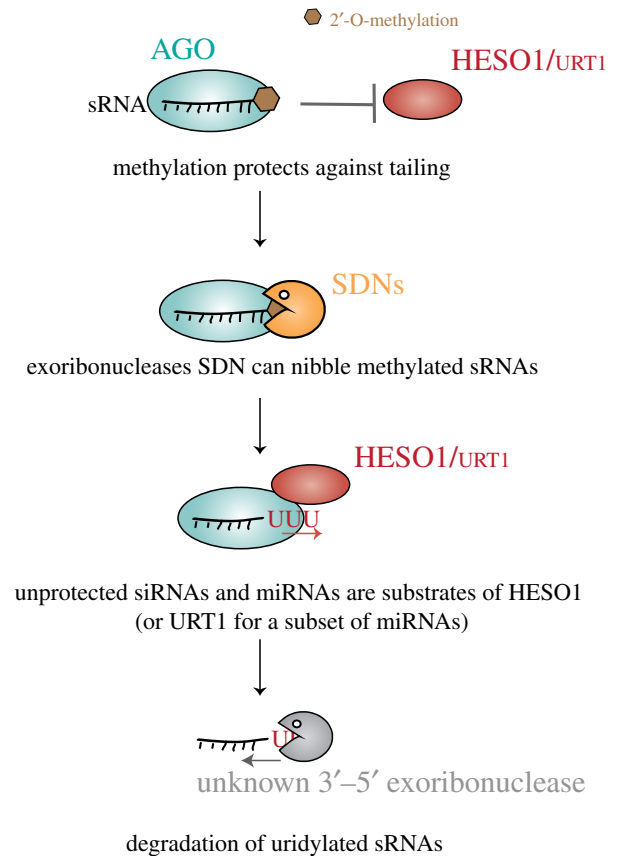 2′-O-methylation
AGO
HESO1/URT1
sRNA
methylation protects against tailing
SDNs
exoribonucleases SDN can nibble methylated sRNAs
HESO1/URT1
UUU
unprotected siRNAs and miRNAs are substrates of HESO1
(or URT1 for a subset of miRNAs)
U
unknown 3′–5′ exoribonuclease
degradation of uridylated sRNAs